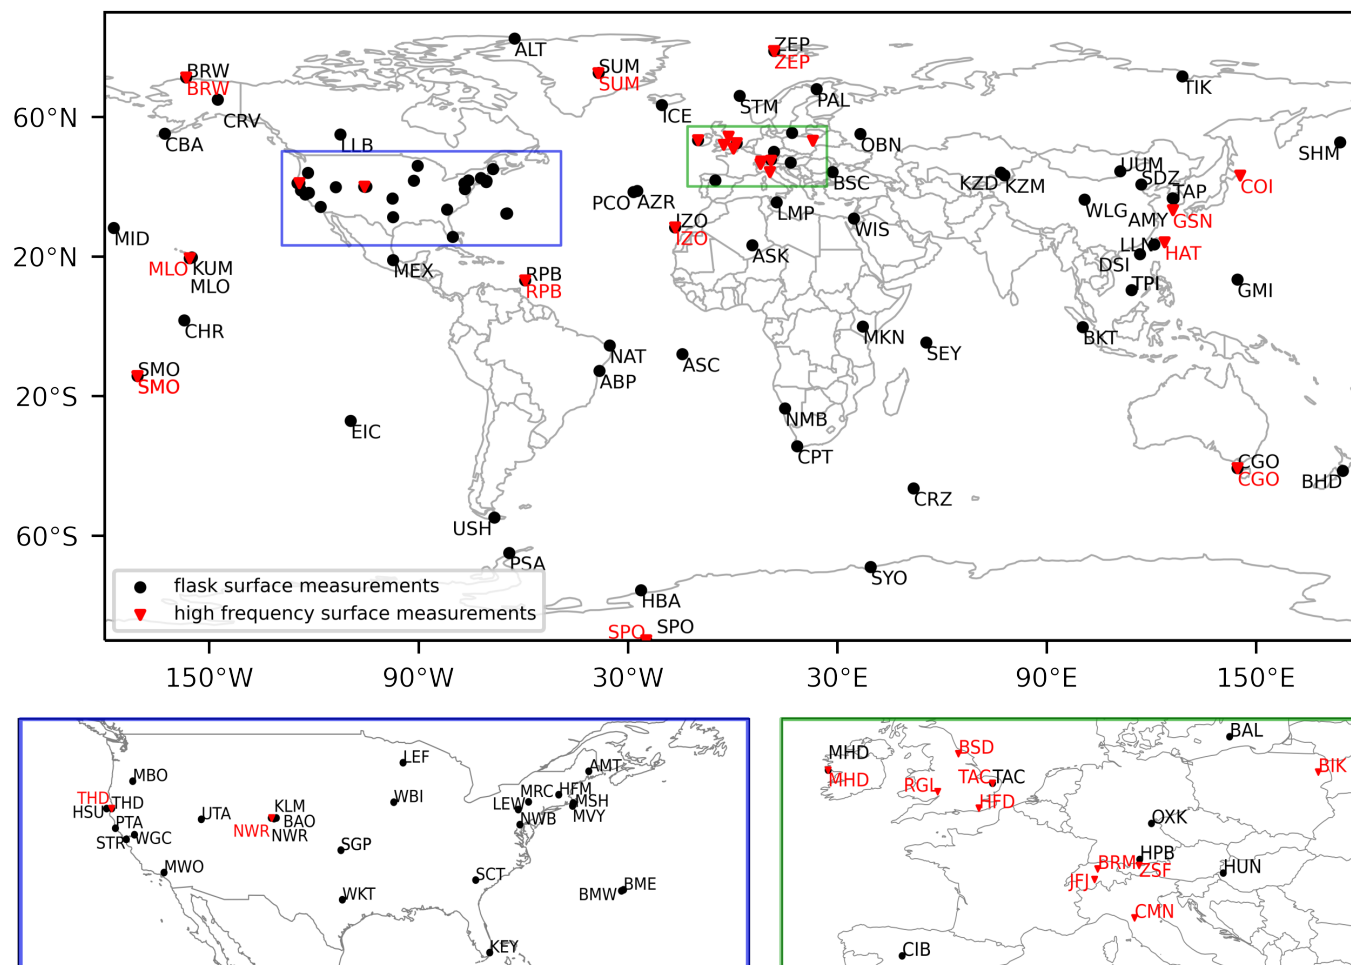 ALT
ZEP
ZEP
BRW
BRW
SUM
SUM
TIK
CRV
ICE
STM
PAL
60°N
CBA
LLB
OBN
SHM
UUM
SDZ
KZD
KZM
TAP
COI
BSC
PCO
AZR
LMP
WLG
AMY
GSN
MID
IZO
IZO
WIS
LLN
HAT
20°N
MLO
KUM
MLO
MEX
ASK
DSI
RPB
RPB
TPI
GMI
CHR
MKN
BKT
NAT
SEY
ASC
SMO
SMO
ABP
20°S
EIC
NMB
CPT
CGO
CGO
BHD
CRZ
USH
60°S
PSA
SYO
flask surface measurements
high frequency surface measurements
HBA
SPO
SPO
150°W
90°W
30°W
30°E
90°E
150°E
LEF
MBO
AMT
THD
THD
HSU
UTA
KLM
BAO
NWR
NWR
WBI
MRC
HFM
LEW
MSH
MVY
NWB
PTA
STR
WGC
SGP
MWO
SCT
WKT
BME
BMW
KEY
BAL
MHD
MHD
BSD
BIK
TAC
TAC
RGL
HFD
OXK
HPB
BRM
ZSF
JFJ
HUN
CMN
CIB